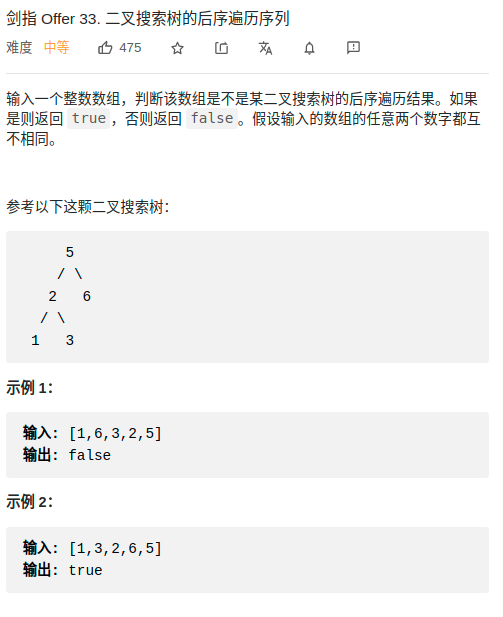 剑指 Offer 33. 二叉搜索树的后序遍历序列
难度 中等 475
输入一个整数数组，判断该数组是不是某二叉搜索树的后序遍历结果。如果
是则返回 true，否则返回 false。假设输入的数组的任意两个数字都互
不相同。
参考以下这颗二叉搜索树：
5
/ \
2 6
/ \
1 3
示例 1：
输入: [1,6,3,2,5]
输出: false
示例 2：
输入: [1,3,2,6,5]
输出: true